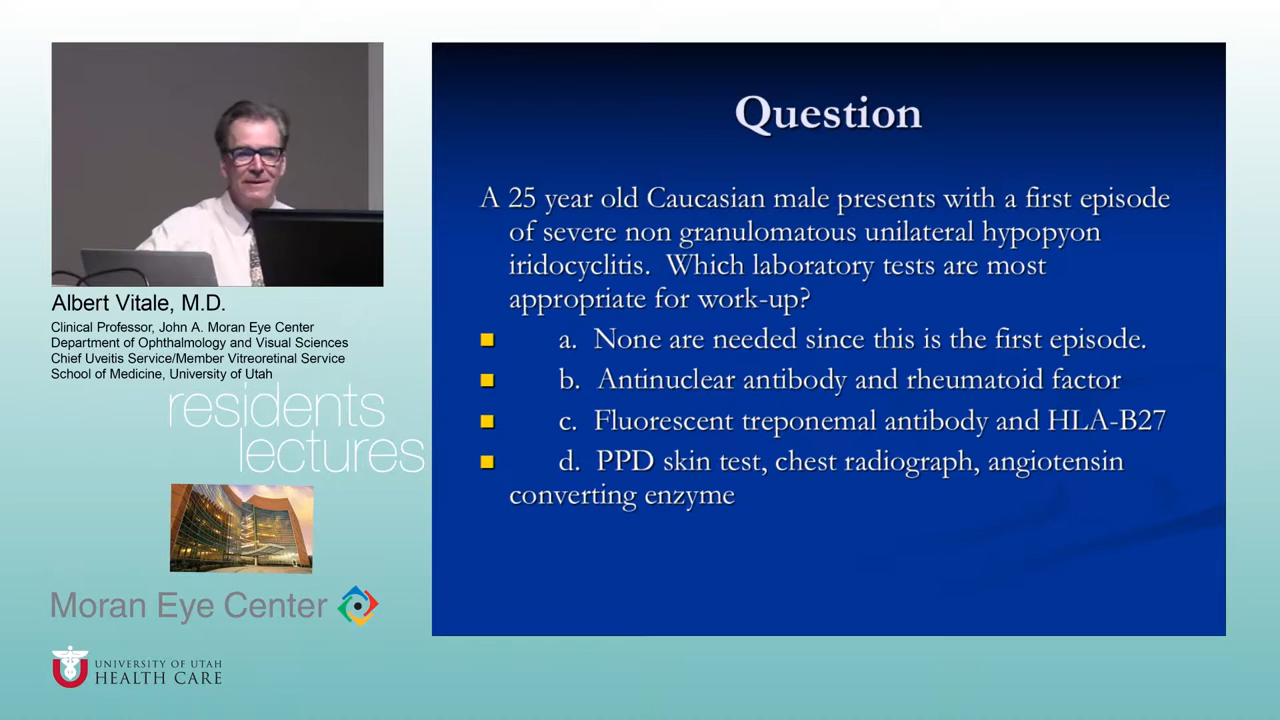 Albert Vitale, M.D.
Clinical Professor, John A. Moran Eye Center
Department of Ophthalmology and Visual Sciences
Chief Uveitis Service/Member Vitreoretinal Service
School of Medicine, University of Utah
residents
lectures
Moran Eye Center
UNIVERSITY OF UTAH
HEALTH CARE
Question
A 25 year old Caucasian male presents with a first episode
of severe non granulomatous unilateral hypopyon
iridocyclitis. Which laboratory tests are most
appropriate for work-up?
a. None are needed since this is the first episode.
b. Antinuclear antibody and rheumatoid factor
c. Fluorescent treponemal antibody and HLA-B27
d. PPD skin test, chest radiograph, angiotensin
converting enzyme